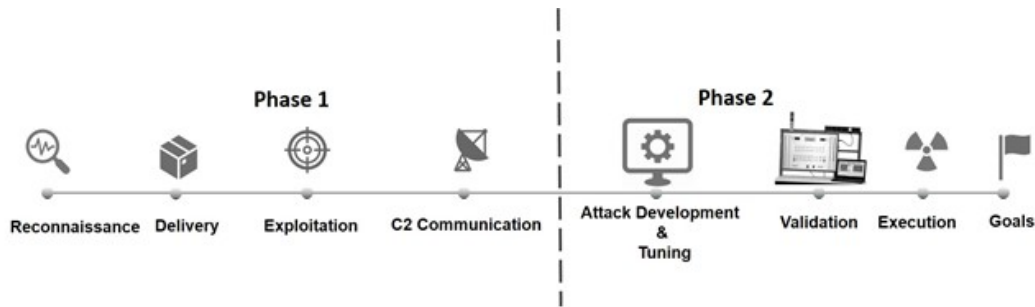 Phase 1
Phase 2
Reconnaissance
Delivery
Exploitation
C2 Communication
Attack Development
&
Tuning
Validation
Execution
Goals